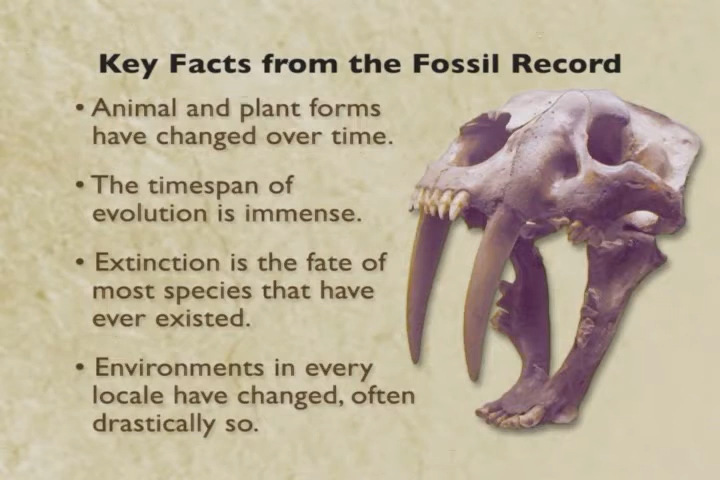 Key Facts from the Fossil Record
• Animal and plant forms
have changed over time.
• The timespan of
evolution is immense.
• Extinction is the fate of
most species that have
ever existed.
• Environments in every
locale have changed, often
drastically so.